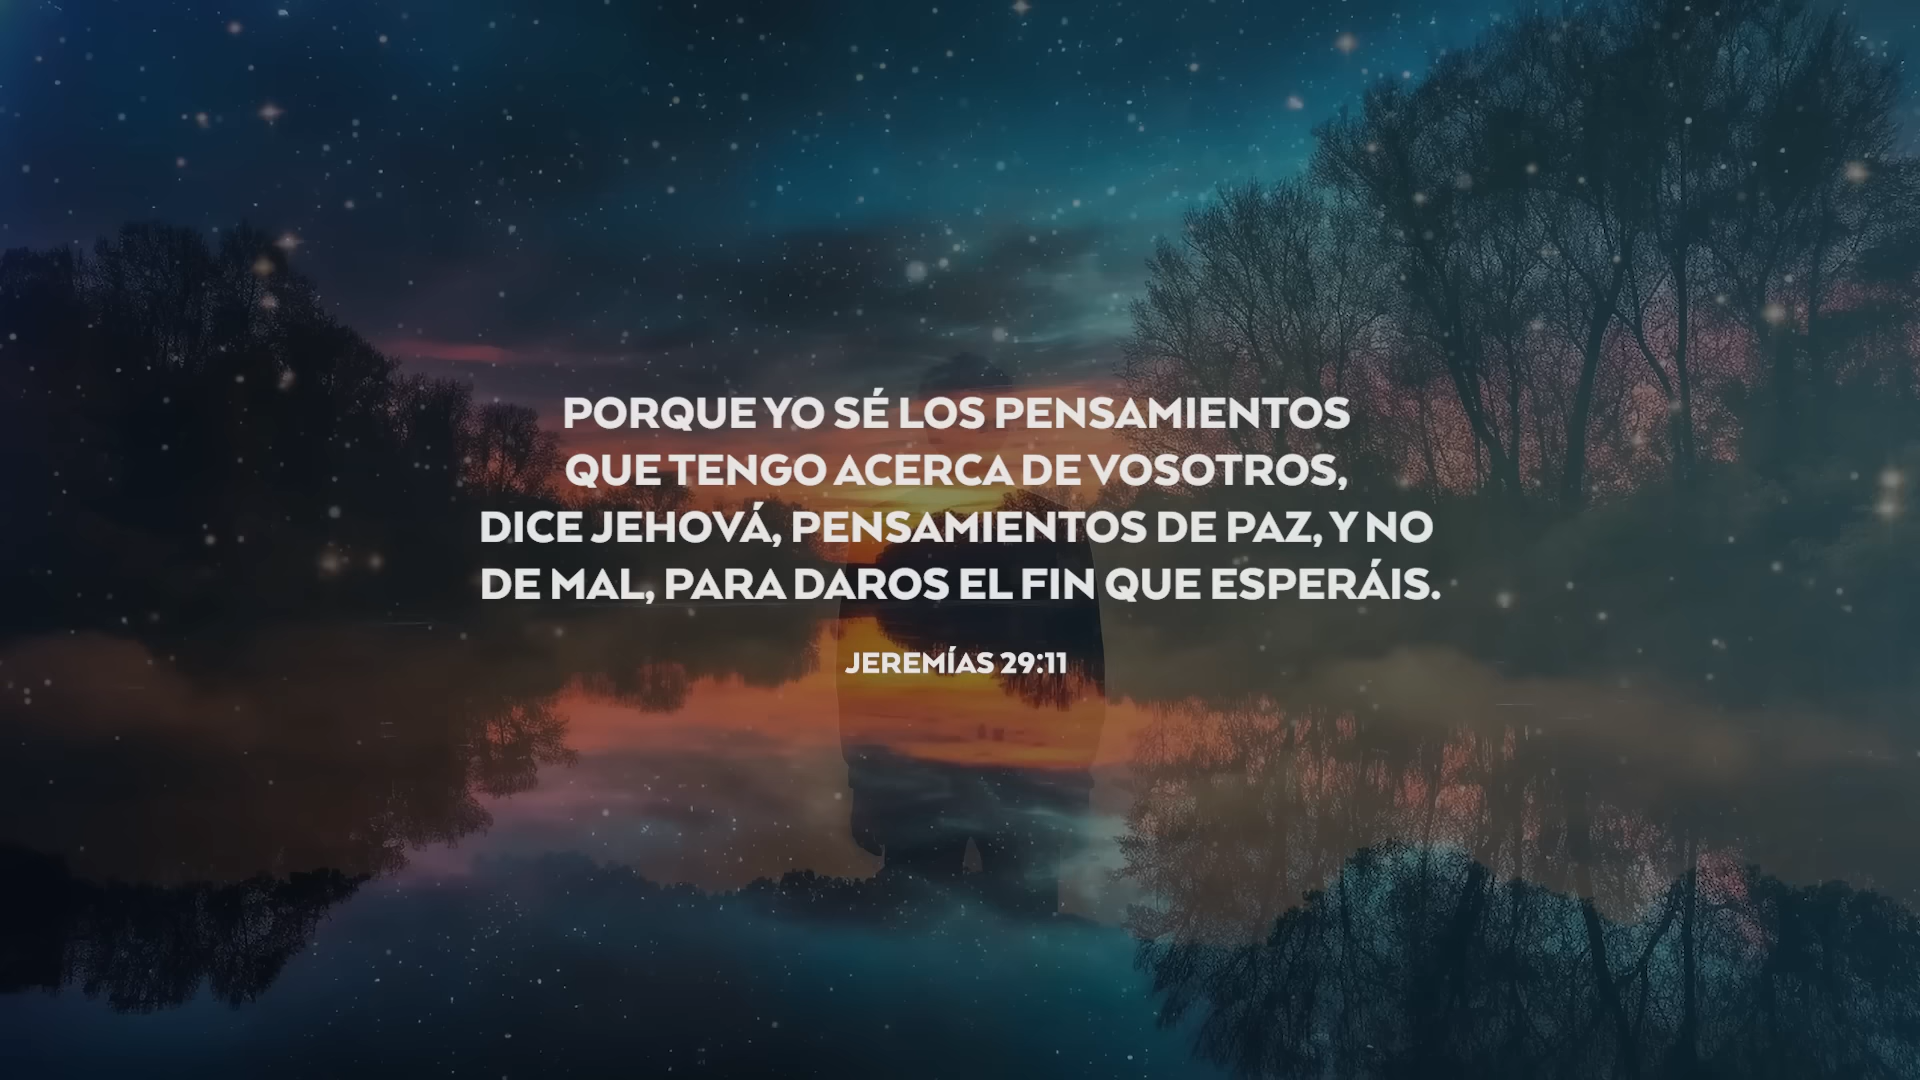 PORQUE YO SÉ LOS PENSAMIENTOS
QUE TENGO ACERCA DE VOSOTROS,
DICE JEHOVÁ, PENSAMIENTOS DE PAZ, Y NO
DE MAL, PARA DAROS EL FIN QUE ESPERÁIS.
JEREMÍAS 29:11